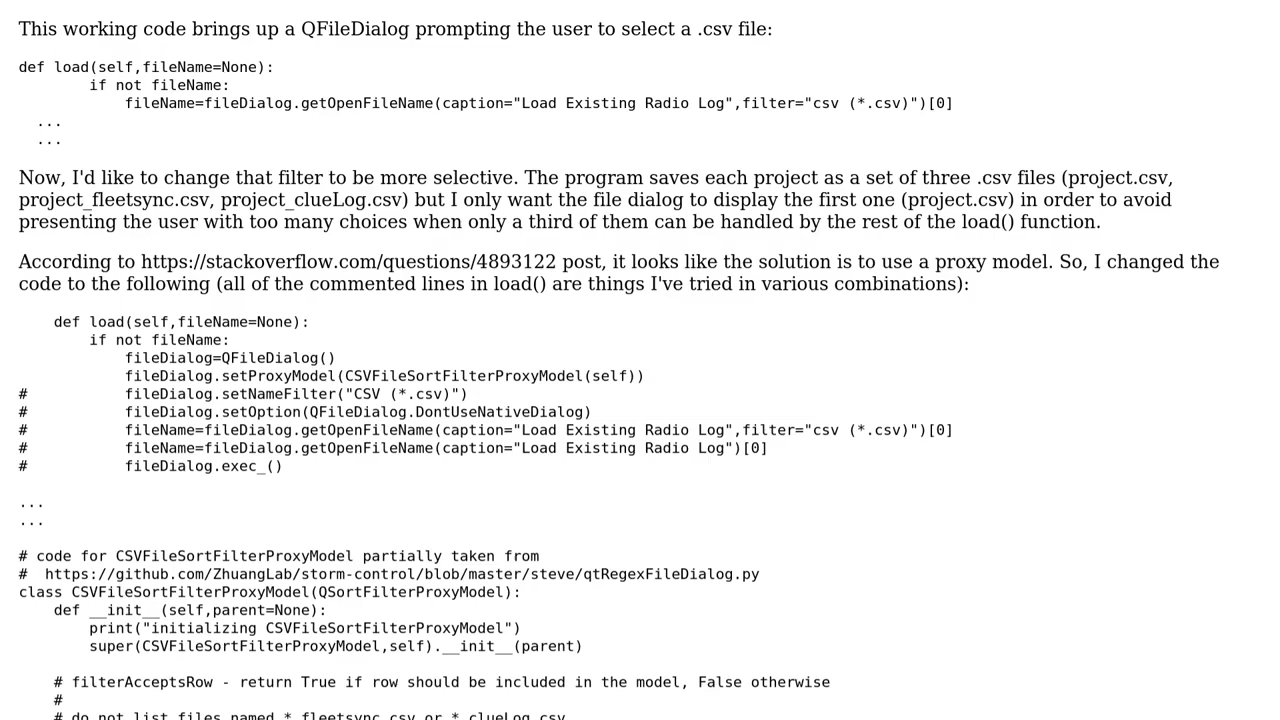 This working code brings up a QFileDialog prompting the user to select a .csv file:
def load(self,fileName=None):
        if not fileName:
            fileName=fileDialog.getOpenFileName(caption="Load Existing Radio Log",filter="csv (*.csv)")[0]
  ...
  ...
Now, I'd like to change that filter to be more selective. The program saves each project as a set of three .csv files (project.csv,
project_fleetsync.csv, project_clueLog.csv) but I only want the file dialog to display the first one (project.csv) in order to avoid
presenting the user with too many choices when only a third of them can be handled by the rest of the load() function.
According to https://stackoverflow.com/questions/4893122 post, it looks like the solution is to use a proxy model. So, I changed the
code to the following (all of the commented lines in load() are things I've tried in various combinations):
    def load(self,fileName=None):
        if not fileName:
            fileDialog=QFileDialog()
            fileDialog.setProxyModel(CSVFileSortFilterProxyModel(self))
#           fileDialog.setNameFilter("CSV (*.csv)")
#           fileDialog.setOption(QFileDialog.DontUseNativeDialog)
#           fileName=fileDialog.getOpenFileName(caption="Load Existing Radio Log",filter="csv (*.csv)")[0]
#           fileName=fileDialog.getOpenFileName(caption="Load Existing Radio Log")[0]
#           fileDialog.exec_()
...
...
# code for CSVFileSortFilterProxyModel partially taken from
#  https://github.com/ZhuangLab/storm-control/blob/master/steve/qtRegexFileDialog.py
class CSVFileSortFilterProxyModel(QSortFilterProxyModel):
    def __init__(self,parent=None):
        print("initializing CSVFileSortFilterProxyModel")
        super(CSVFileSortFilterProxyModel,self).__init__(parent)
    # filterAcceptsRow - return True if row should be included in the model, False otherwise
    #
    # do not list files named *_fleetsync.csv or *_clueLog.csv